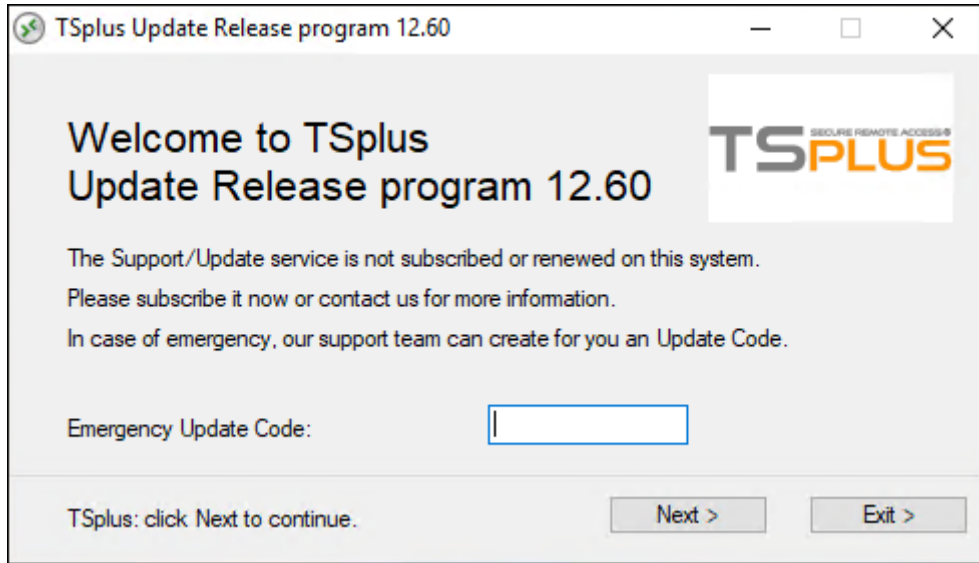 TSplus Update Release program 12.60
Welcome to TSplus
Update Release program 12.60
TSPLUS
SECURE REMOTE ACCESS®
The Support/Update service is not subscribed or renewed on this system.
Please subscribe it now or contact us for more information.
In case of emergency, our support team can create for you an Update Code.
Emergency Update Code:
TSplus: click Next to continue.
Next >
Exit >